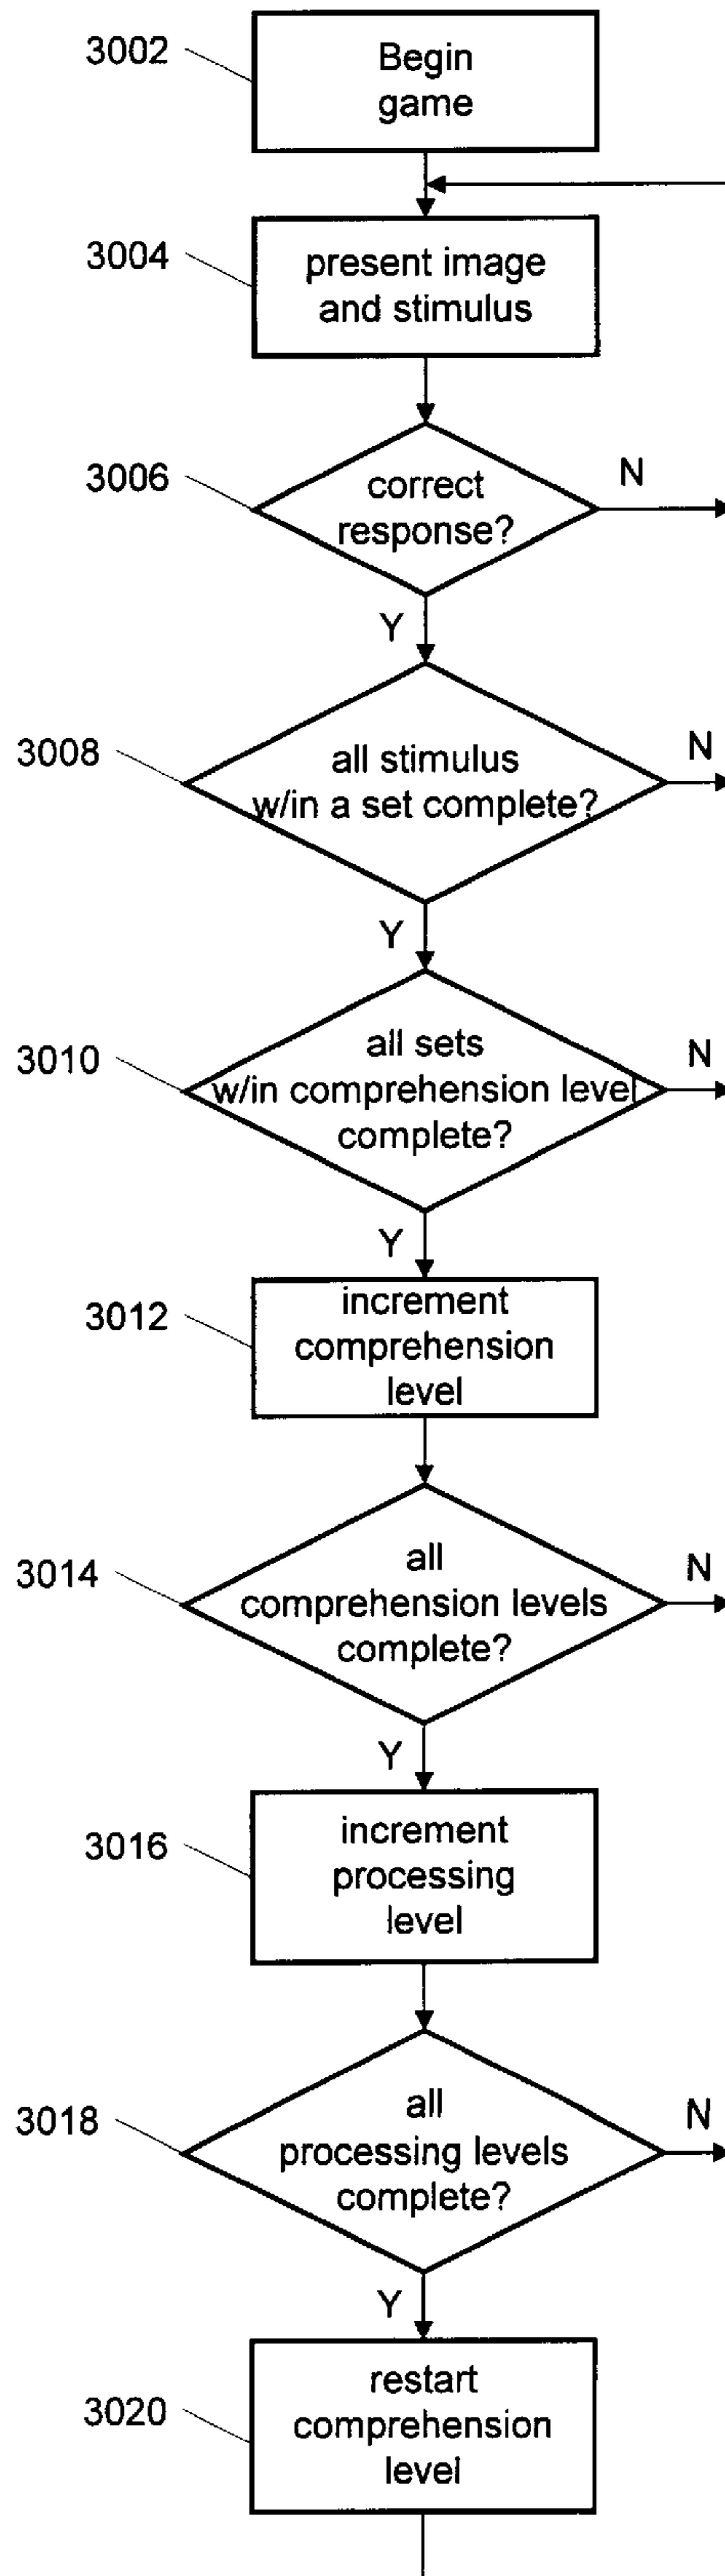 3002
Begin
game
3004
present image
and stimulus
3006
correct
response?
N
Y
3008
all stimulus
w/in a set complete?
N
Y
3010
all sets
w/in comprehension level
complete?
N
Y
3012
increment
comprehension
level
3014
all
comprehension levels
complete?
N
Y
3016
increment
processing
level
3018
all
processing levels
complete?
N
Y
3020
restart
comprehension
level